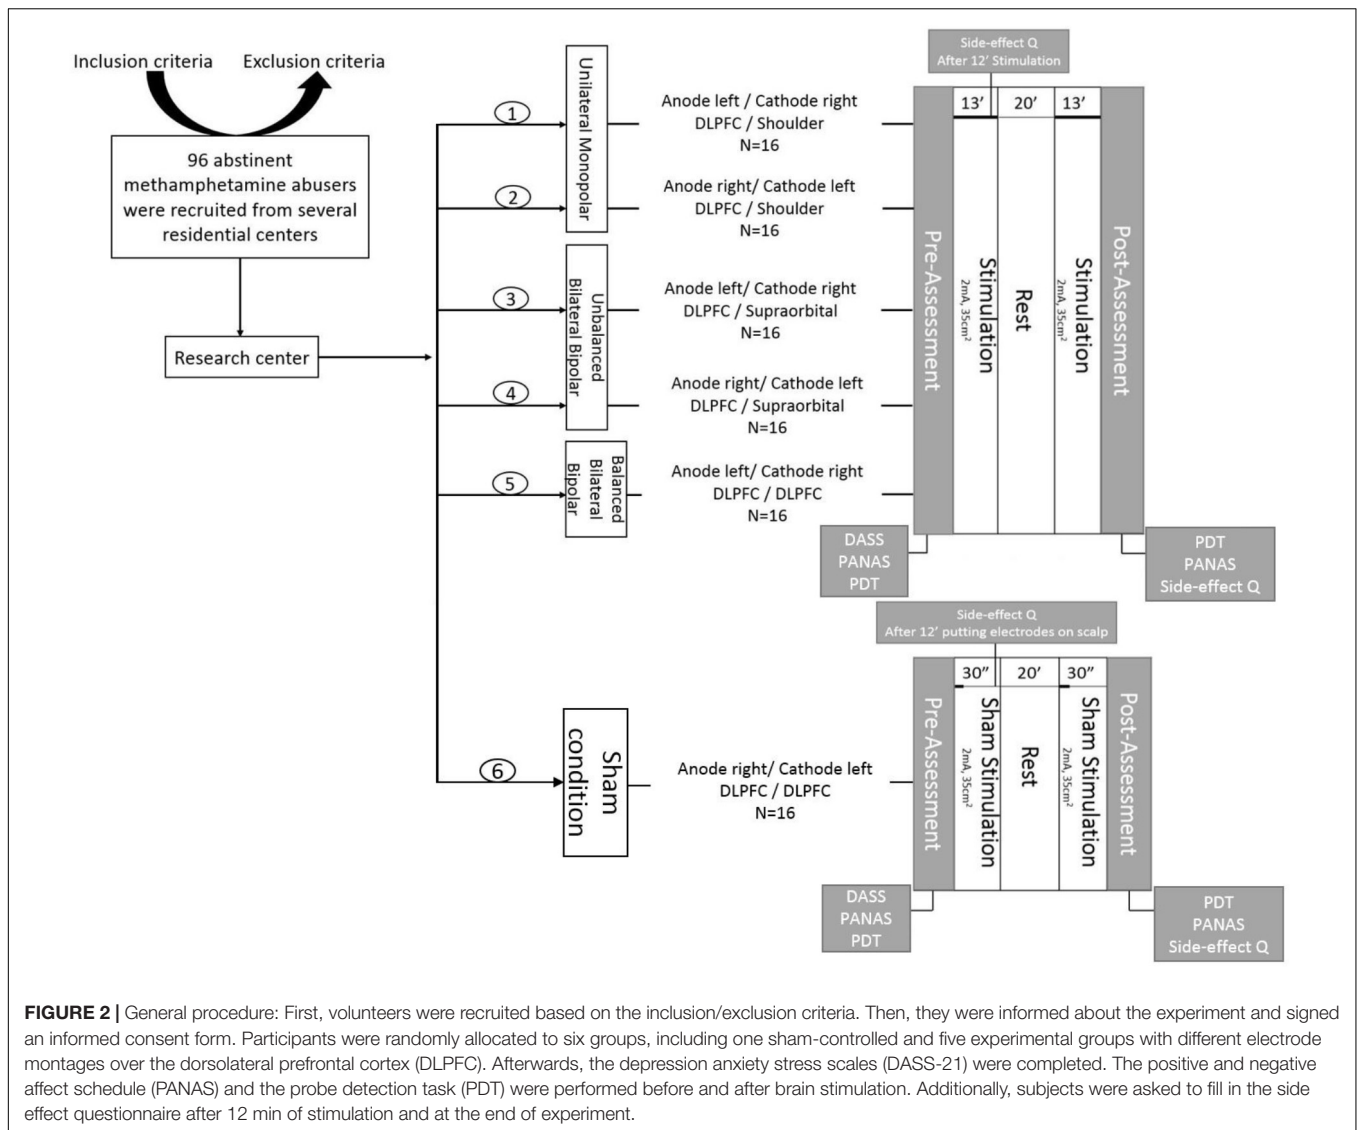 Inclusion criteria
Exclusion criteria
96 abstinent
methamphetamine abusers
were recruited from several
residential centers
Research center
1
2
3
4
5
6
Unilateral Monopolar
Unbalanced
Bilateral Bipolar
Balanced
Bilateral
Bipolar
Sham
condition
Anode left / Cathode right
DLPFC / Shoulder
N=16
Anode right/ Cathode left
DLPFC / Shoulder
N=16
Anode left/ Cathode right
DLPFC / Supraorbital
N=16
Anode right/ Cathode left
DLPFC / Supraorbital
N=16
Anode left/ Cathode right
DLPFC / DLPFC
N=16
Anode right/ Cathode left
DLPFC / DLPFC
N=16
Side-effect Q
After 12’ Stimulation
13’
20’
13’
Pre-Assessment
Stimulation
2mA, 35cm²
Rest
Stimulation
2mA, 35cm²
Post-Assessment
DASS
PANAS
PDT
PDT
PANAS
Side-effect Q
Side-effect Q
After 12’ putting electrodes on scalp
30”
20’
30”
Pre-Assessment
Sham Stimulation
2mA, 35cm²
Rest
Sham Stimulation
2mA, 35cm²
Post-Assessment
DASS
PANAS
PDT
PDT
PANAS
Side-effect Q
FIGURE 2 | General procedure: First, volunteers were recruited based on the inclusion/exclusion criteria. Then, they were informed about the experiment and signed
an informed consent form. Participants were randomly allocated to six groups, including one sham-controlled and five experimental groups with different electrode
montages over the dorsolateral prefrontal cortex (DLPFC). Afterwards, the depression anxiety stress scales (DASS-21) were completed. The positive and negative
affect schedule (PANAS) and the probe detection task (PDT) were performed before and after brain stimulation. Additionally, subjects were asked to fill in the side
effect questionnaire after 12 min of stimulation and at the end of experiment.